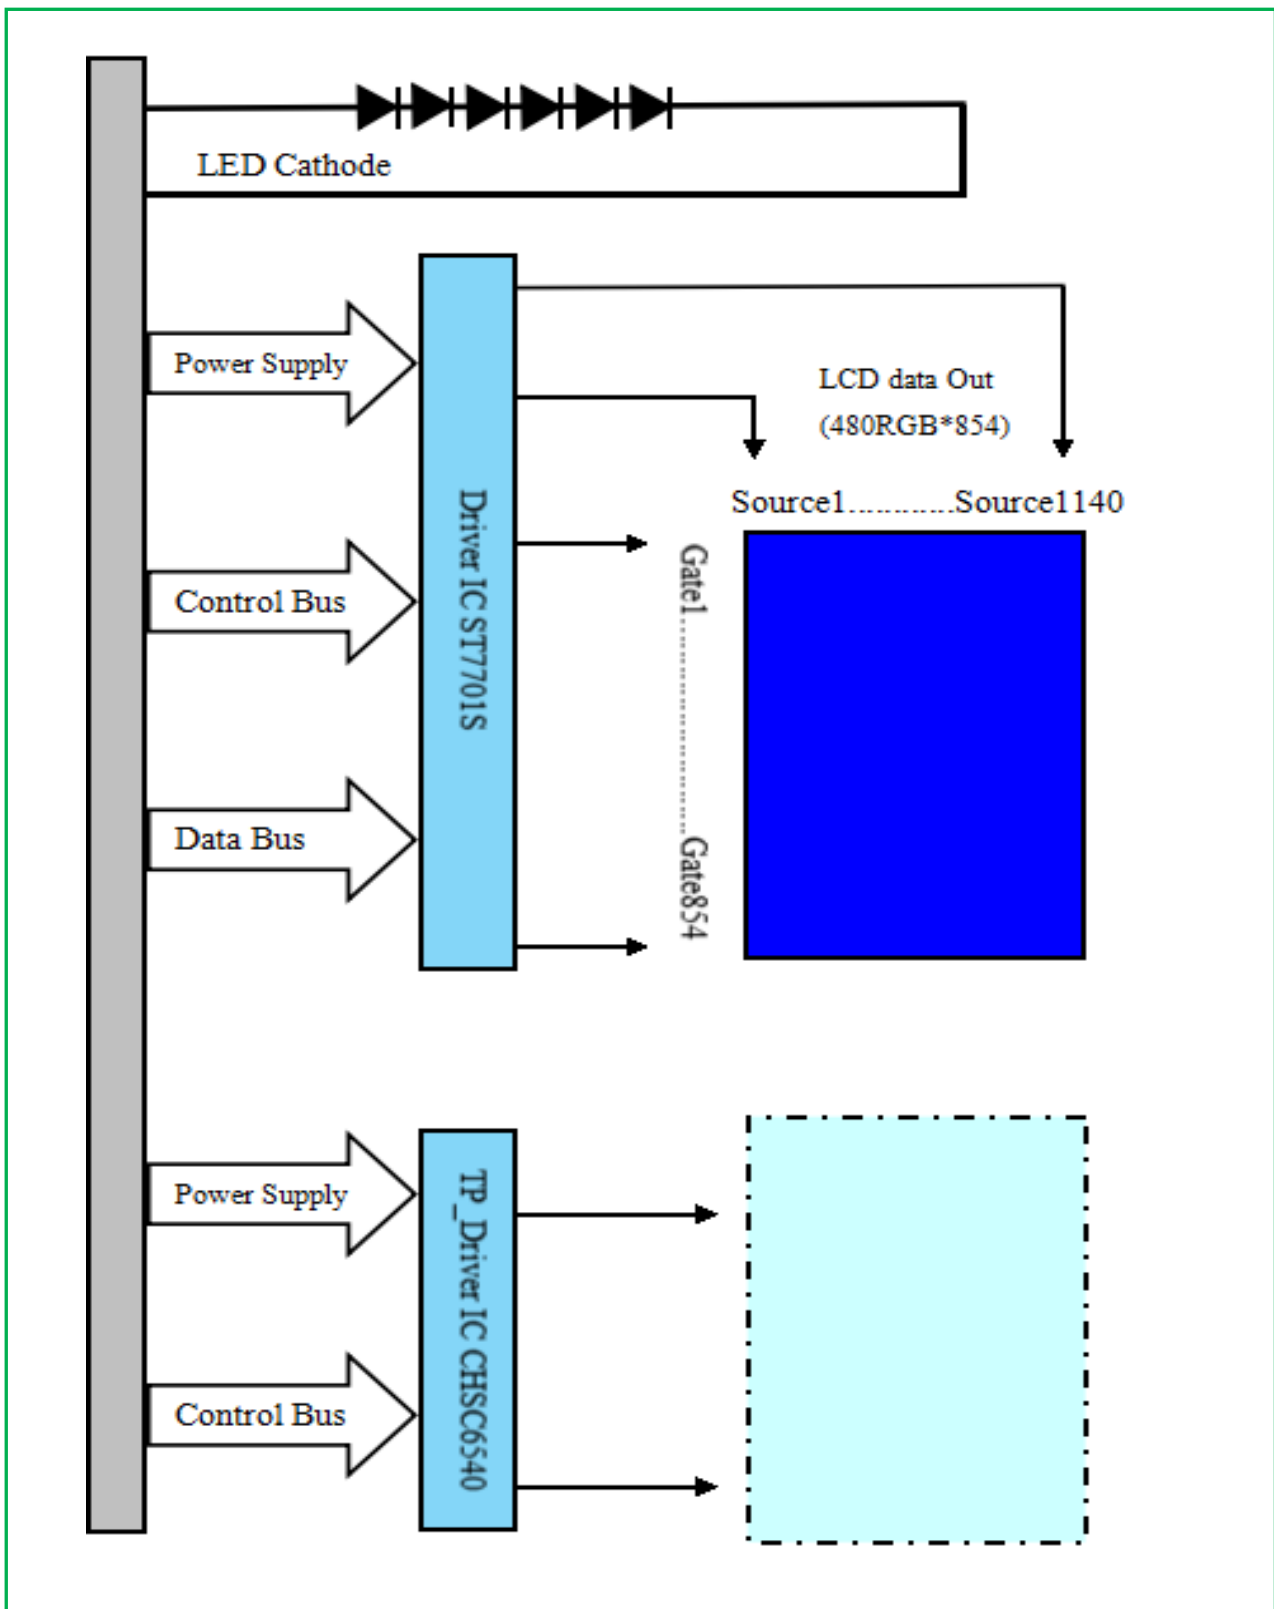 LED Cathode
Power Supply
LCD data Out
(480RGB*854)
Source1.............Source1140
Control Bus
Driver IC ST7701S
Gate1..........................Gate854
Data Bus
Power Supply
TP_Driver IC CHSC6540
Control Bus